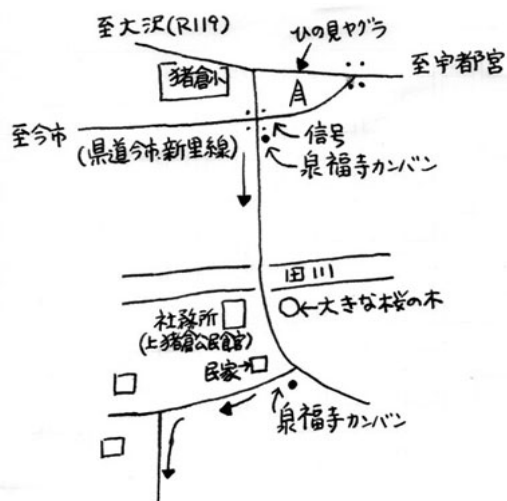 至大沢(R119)
ひの見ヤグラ
至宇都宮
猪倉小
至今市
(県道今市.新里線)
信号
泉福寺カンバン
田川
大きな桜の木
社務所
(上猪倉公民館)
民家
泉福寺カンバン